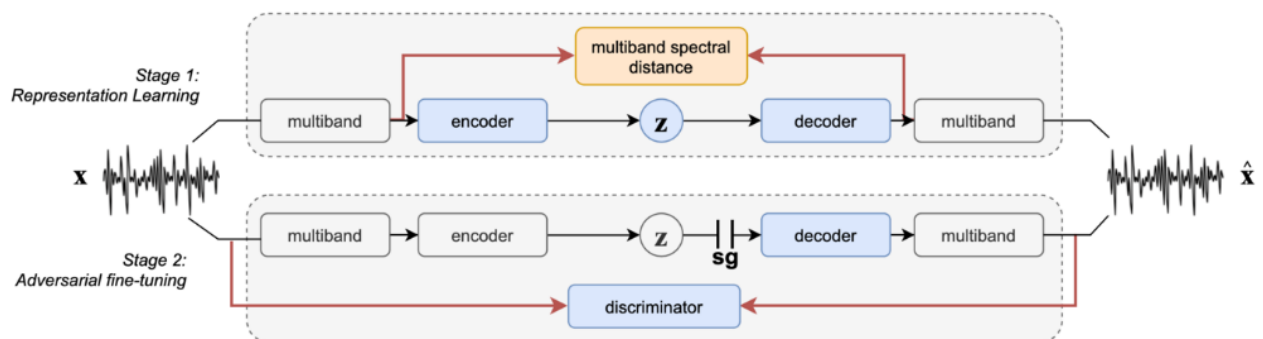 multiband spectral
distance
Stage 1:
Representation Learning
multiband
encoder
z
decoder
multiband
x
x̂
multiband
encoder
z
sg
decoder
multiband
Stage 2:
Adversarial fine-tuning
discriminator